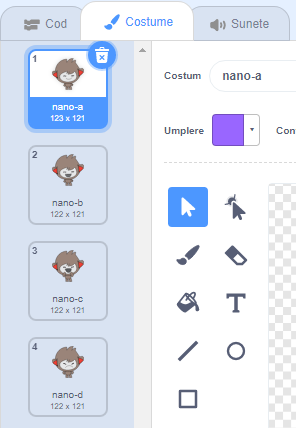 Cod
Costume
Sunete
1
nano-a
123 x 121
2
nano-b
122 x 121
3
nano-c
122 x 121
4
nano-d
122 x 121
Costum
nano-a
Umplere
Con
T